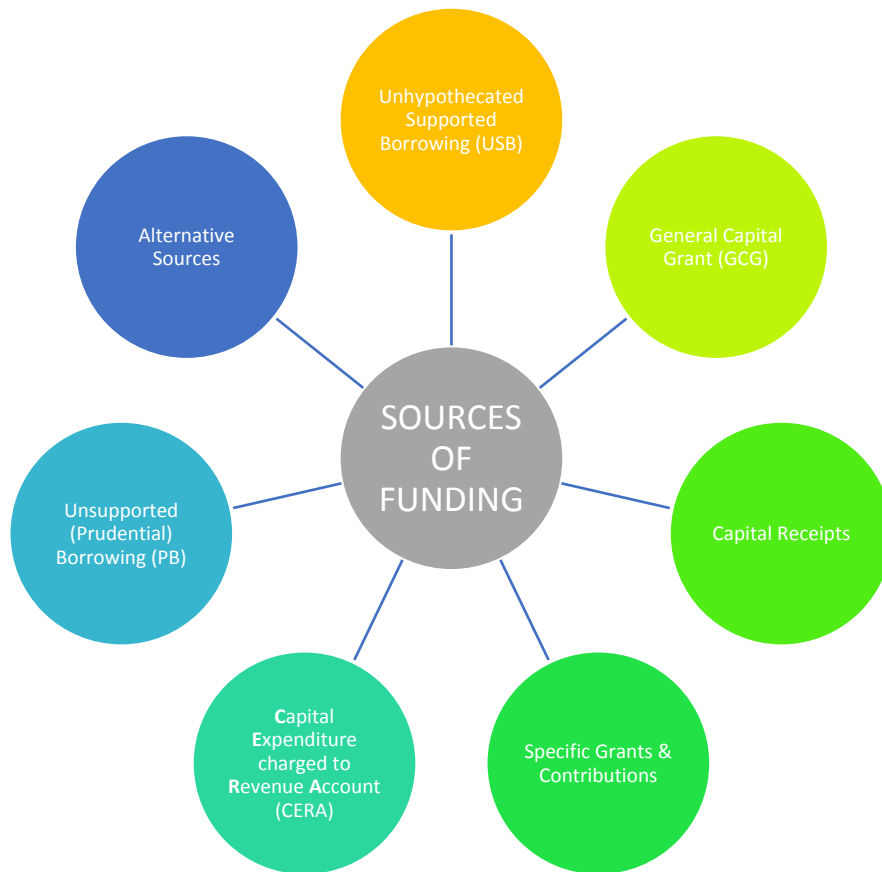 Unhypothecated
Supported
Borrowing (USB)
General Capital
Grant (GCG)
Capital Receipts
Specific Grants &
Contributions
Capital
Expenditure
charged to
Revenue Account
(CERA)
Unsupported
(Prudential)
Borrowing (PB)
Alternative
Sources
SOURCES
OF
FUNDING